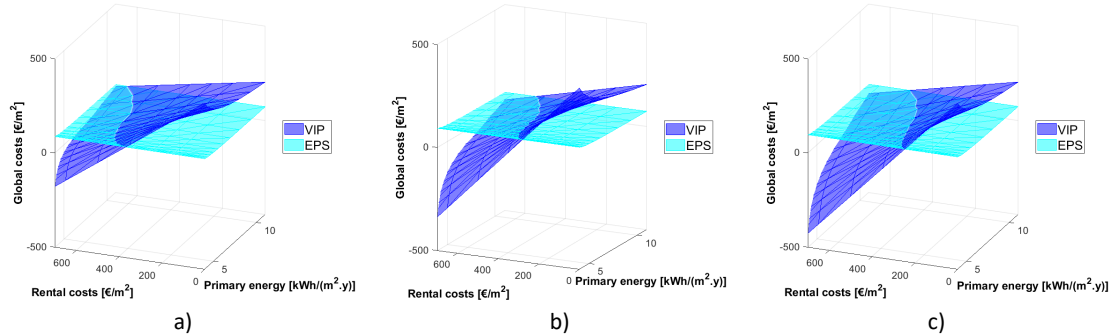 500
0
-500
Global costs [€/m²]
600
400
200
0
Rental costs [€/m²]
5
10
Primary energy [kWh/(m².y)]
VIP
EPS
a)
500
0
-500
Global costs [€/m²]
600
400
200
0
Rental costs [€/m²]
5
10
Primary energy [kWh/(m².y)]
VIP
EPS
b)
500
0
-500
Global costs [€/m²]
600
400
200
0
Rental costs [€/m²]
5
10
Primary energy [kWh/(m².y)]
VIP
EPS
c)